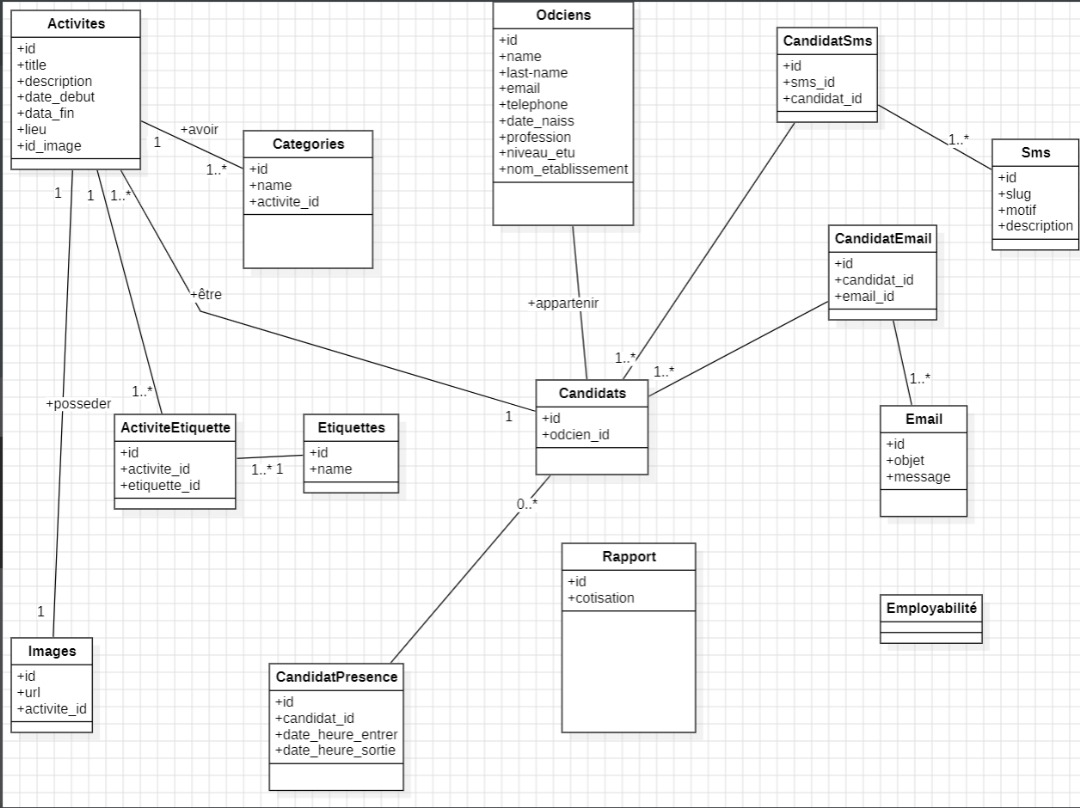 Activites
+id
+title
+description
+date_debut
+data_fin
+lieu
+id_image
+avoir
1
1..*
Categories
+id
+name
+activite_id
Odciens
+id
+name
+last-name
+email
+telephone
+date_naiss
+profession
+niveau_etu
+nom_etablissement
CandidatSms
+id
+sms_id
+candidat_id
1..*
Sms
+id
+slug
+motif
+description
CandidatEmail
+id
+candidat_id
+email_id
1
1
1..*
+être
+appartenir
1..*
1..*
1..*
Candidats
+id
+odcien_id
1
Email
+id
+objet
+message
+posseder
1..*
ActiviteEtiquette
+id
+activite_id
+etiquette_id
1..*
1
Etiquettes
+id
+name
0..*
Rapport
+id
+cotisation
Employabilité
1
Images
+id
+url
+activite_id
CandidatPresence
+id
+candidat_id
+date_heure_entrer
+date_heure_sortie